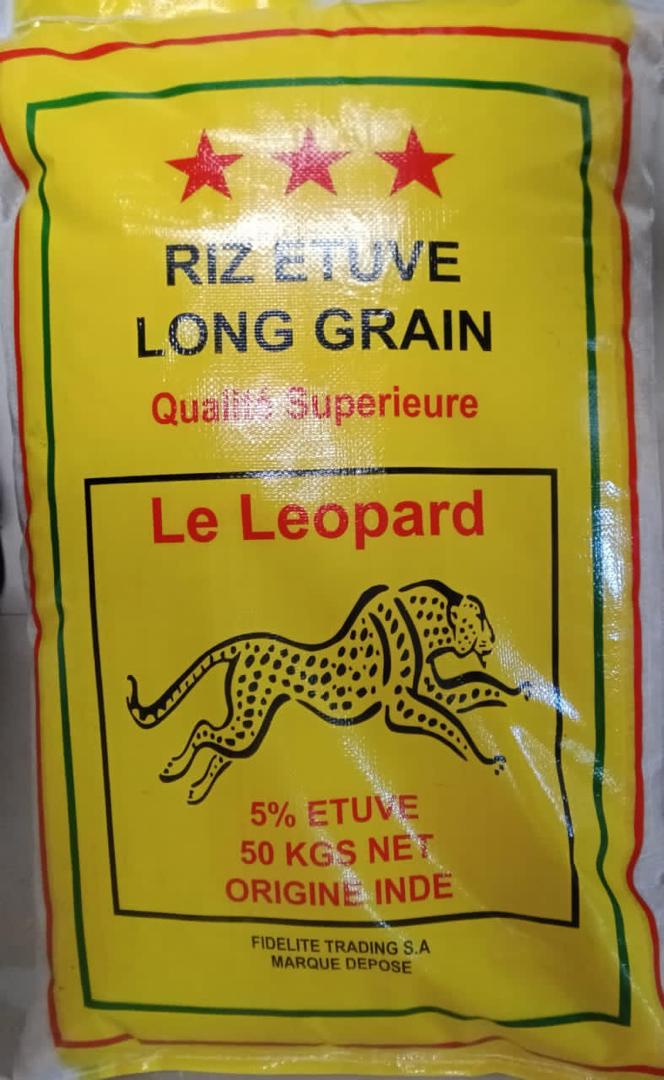 RIZ ETUVE
LONG GRAIN
Qualité Superieure
Le Leopard
5% ETUVE
50 KGS NET
ORIGINE INDE
FIDELITE TRADING S.A
MARQUE DEPOSE